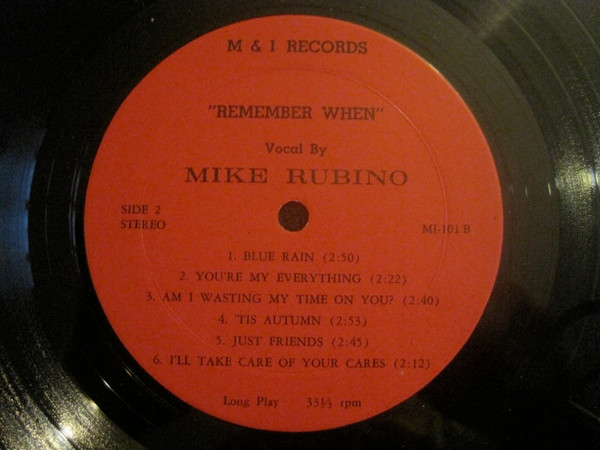 M & I RECORDS
"REMEMBER WHEN"
Vocal By
MIKE RUBINO
SIDE 2
STEREO
MI-101 B
1. BLUE RAIN (2:50)
2. YOU'RE MY EVERYTHING (2:22)
3. AM I WASTING MY TIME ON YOU? (2:40)
4. 'TIS AUTUMN (2:53)
5. JUST FRIENDS (2:45)
6. I'LL TAKE CARE OF YOUR CARES (2:12)
Long Play 33⅓ rpm